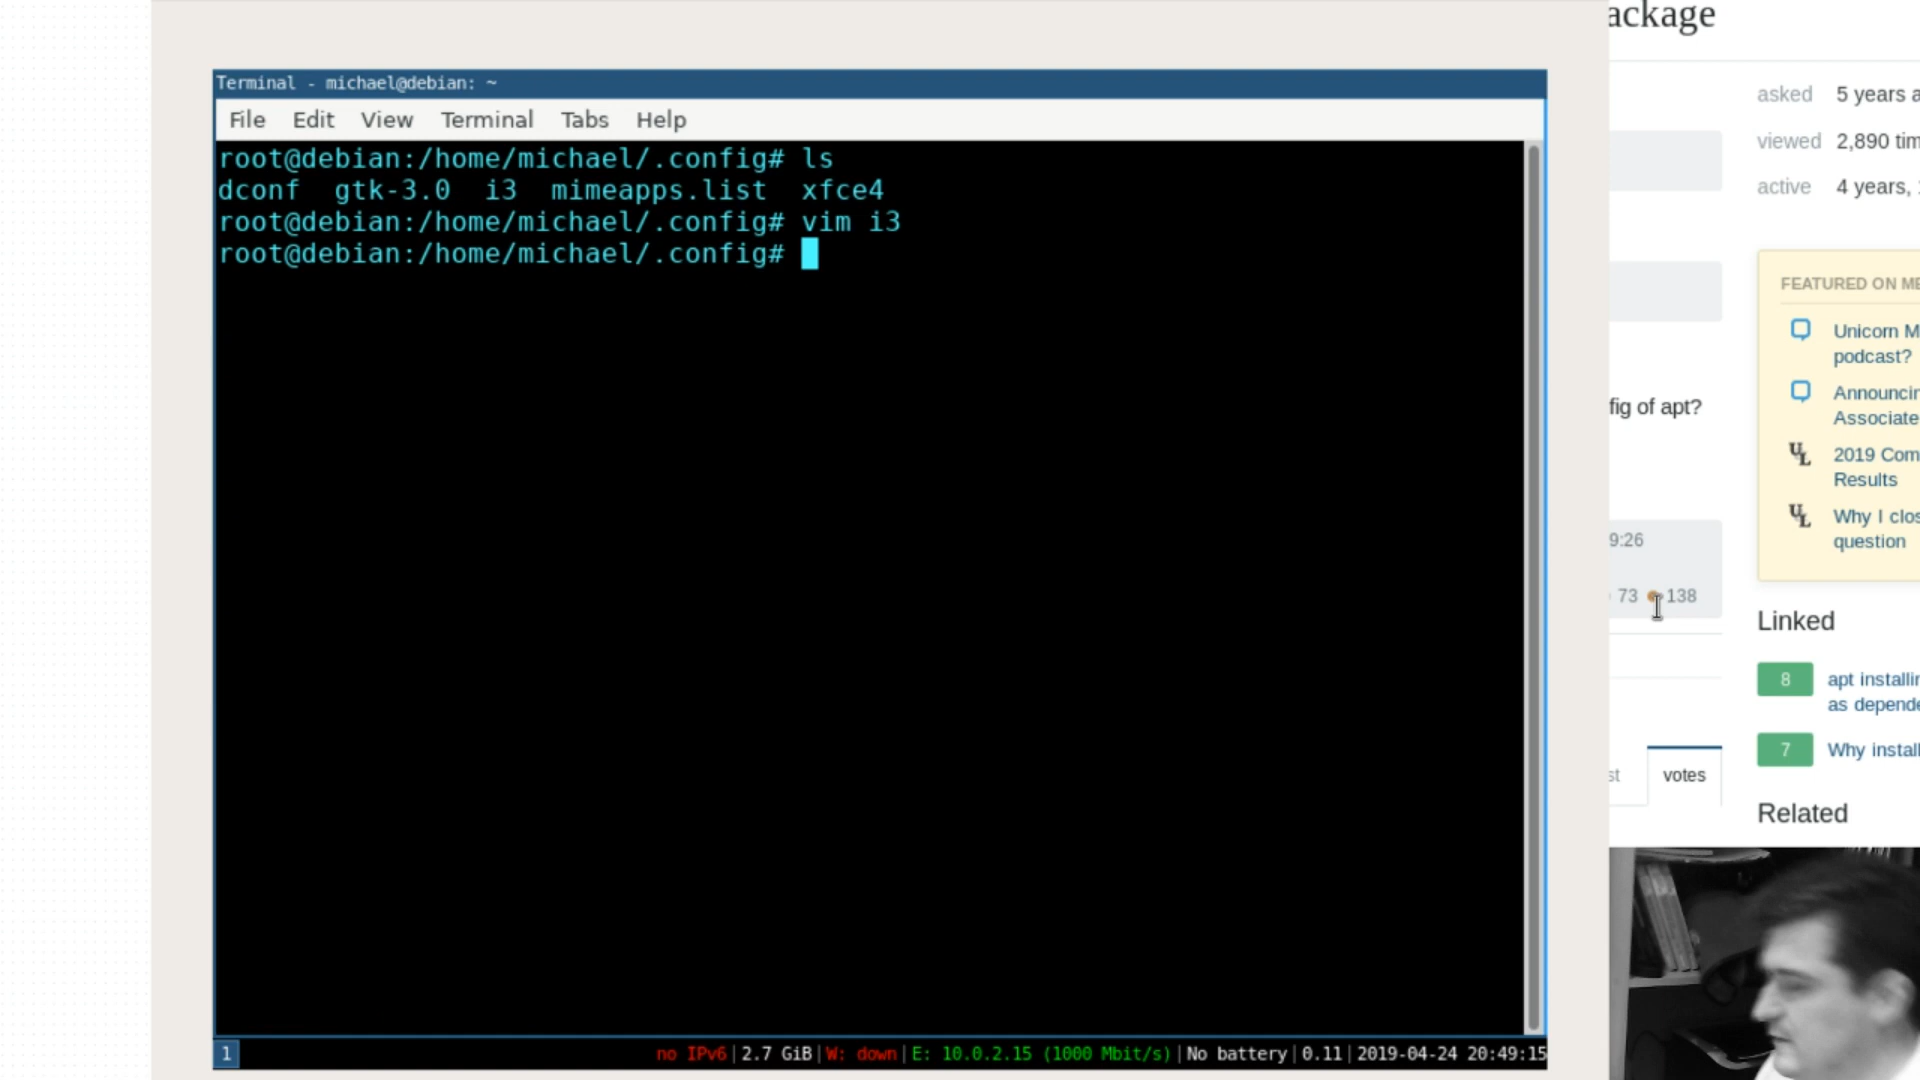 ackage
Terminal - michael@debian: ~
File Edit View Terminal Tabs Help
root@debian:/home/michael/.config# ls
dconf gtk-3.0 i3 mimeapps.list xfce4
root@debian:/home/michael/.config# vim i3
root@debian:/home/michael/.config#
1
no IPv6|2.7 GiB|W: down|E: 10.0.2.15 (1000 Mbit/s)|No battery|0.11|2019-04-24 20:49:15
asked 5 years a
viewed 2,890 tim
active 4 years,
FEATURED ON ME
Unicorn M
podcast?
Announcin
Associate
2019 Com
Results
Why I clos
question
fig of apt?
9:26
73 138
Linked
8 apt installin
as depende
7 Why install
st votes
Related